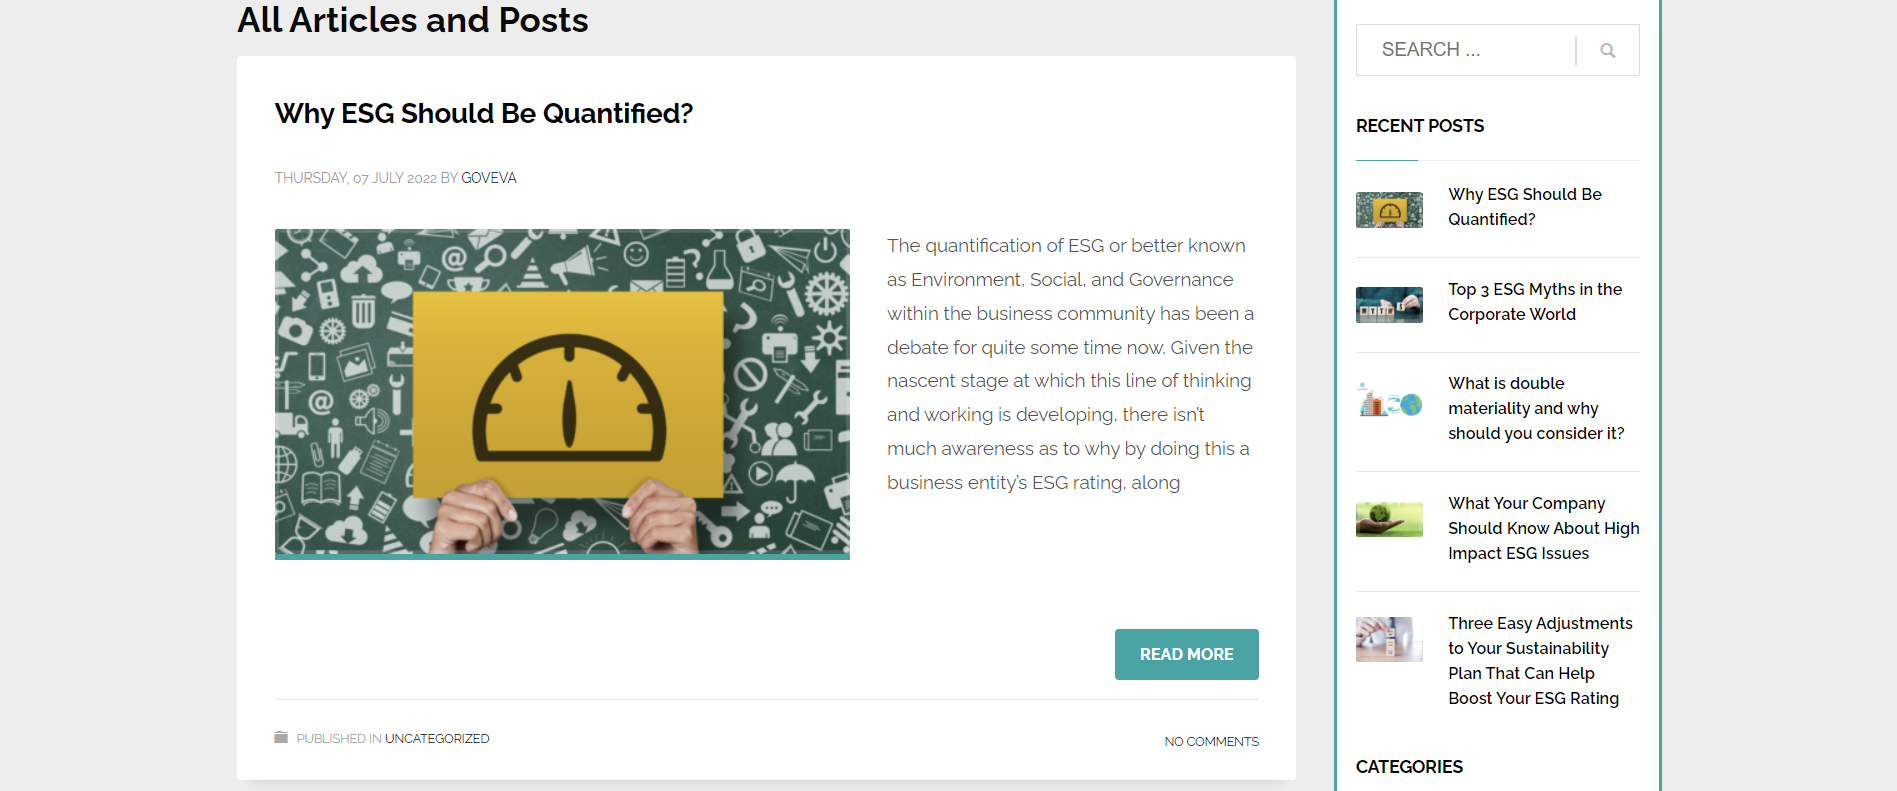 All Articles and Posts
Why ESG Should Be Quantified?
THURSDAY, 07 JULY 2022 BY GOVEVA
The quantification of ESG or better known
as Environment, Social, and Governance
within the business community has been a
debate for quite some time now. Given the
nascent stage at which this line of thinking
and working is developing, there isn't
much awareness as to why by doing this a
business entity's ESG rating, along
READ MORE
PUBLISHED IN UNCATEGORIZED
NO COMMENTS
SEARCH ...
RECENT POSTS
Why ESG Should Be
Quantified?
Top 3 ESG Myths in the
Corporate World
What is double
materiality and why
should you consider it?
What Your Company
Should Know About High
Impact ESG Issues
Three Easy Adjustments
to Your Sustainability
Plan That Can Help
Boost Your ESG Rating
CATEGORIES